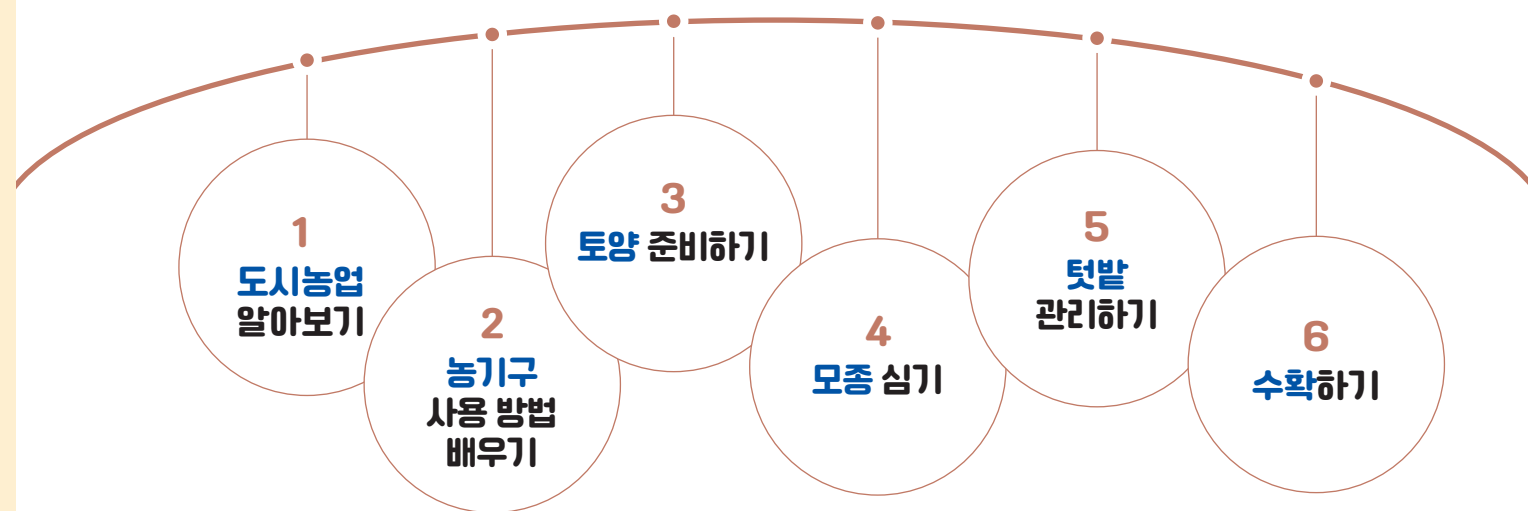 1
도시농업
알아보기
2
농기구
사용 방법
배우기
3
토양 준비하기
4
모종 심기
5
텃밭
관리하기
6
수확하기